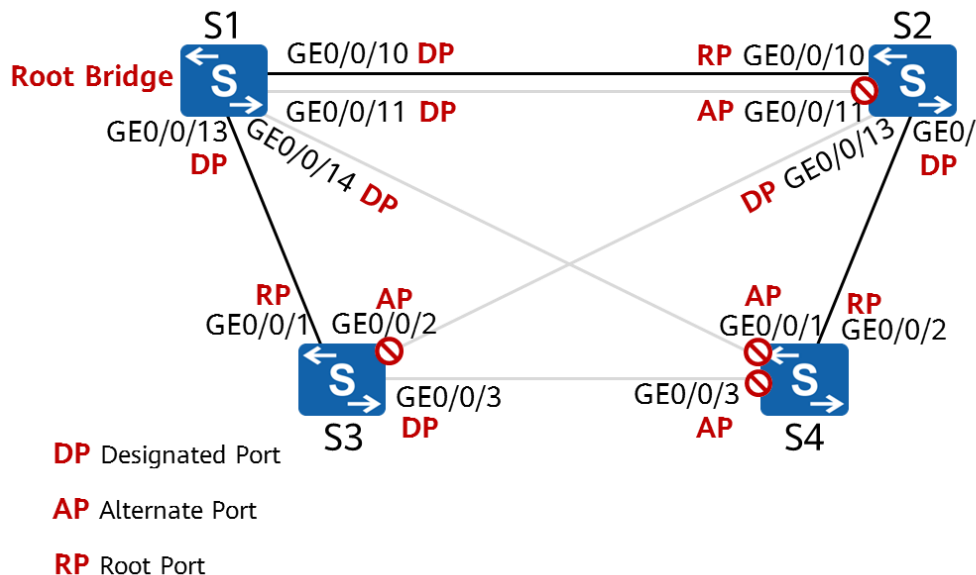 S1
S2
GE0/0/10 DP
RP GE0/0/10
Root Bridge
S
S
GE0/0/11 DP
AP GE0/0/11
GE0/0/13
DP
GE0/0/14 DP
DP GE0/0/13
GE0/
DP
RP
GE0/0/1
AP
GE0/0/2
AP
GE0/0/1
RP
GE0/0/2
S
S
GE0/0/3
DP
GE0/0/3
AP
S3
S4
DP Designated Port
AP Alternate Port
RP Root Port